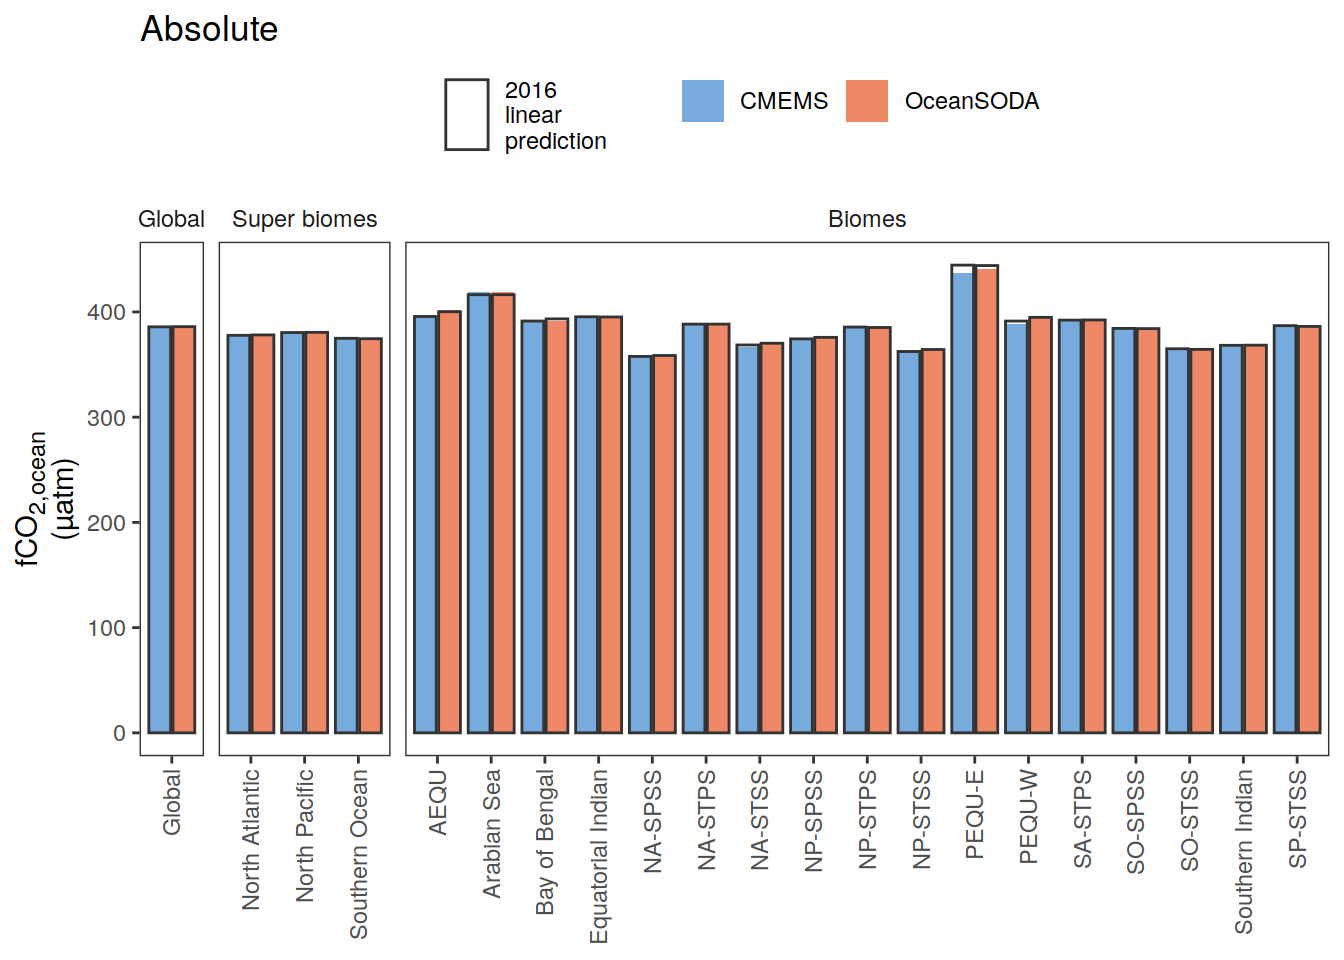 Absolute
2016
linear
prediction
CMEMS
OceanSODA
Global
Super biomes
Biomes
fCO2,ocean
(µatm)
400
300
200
100
0
Global
North Atlantic
North Pacific
Southern Ocean
AEQU
Arabian Sea
Bay of Bengal
Equatorial Indian
NA-SPSS
NA-STPS
NA-STSS
NP-SPSS
NP-STPS
NP-STSS
PEQU-E
PEQU-W
SA-STPS
SO-SPSS
SO-STSS
Southern Indian
SP-STSS